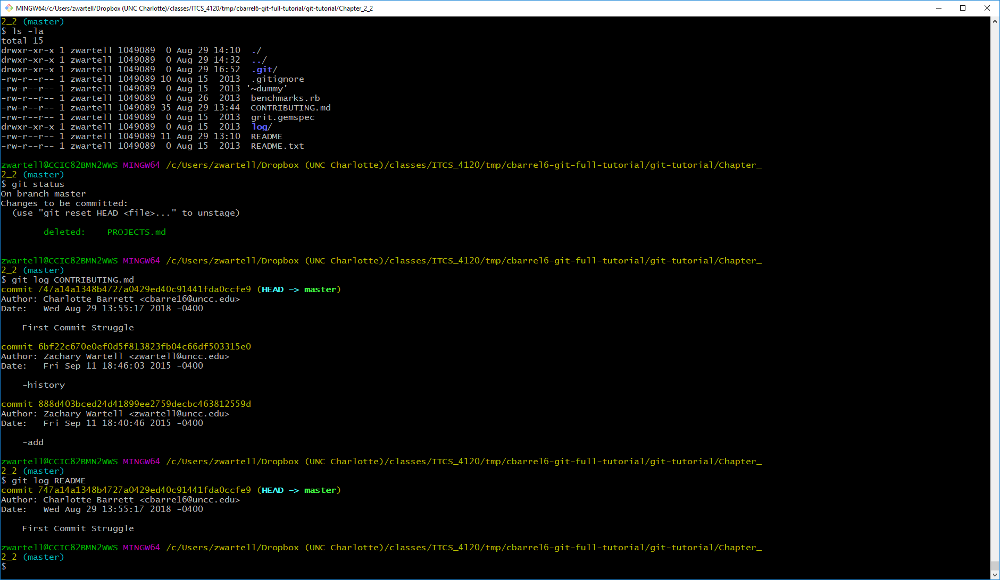 MINGW64:/c/Users/zwartell/Dropbox (UNC Charlotte)/classes/ITCS_4120/tmp/cbarrel6-git-full-tutorial/git-tutorial/Chapter_2_2
2_2 (master)
$ ls -la
total 15
drwxr-xr-x 1 zwartell 1049089  0 Aug 29 14:10  ./
drwxr-xr-x 1 zwartell 1049089  0 Aug 29 14:32  ../
drwxr-xr-x 1 zwartell 1049089  0 Aug 29 16:52  .git/
-rw-r--r-- 1 zwartell 1049089 10 Aug 15  2013  .gitignore
-rw-r--r-- 1 zwartell 1049089  0 Aug 15  2013 '~dummy'
-rw-r--r-- 1 zwartell 1049089  0 Aug 26  2013  benchmarks.rb
-rw-r--r-- 1 zwartell 1049089 35 Aug 29 13:44  CONTRIBUTING.md
-rw-r--r-- 1 zwartell 1049089  0 Aug 15  2013  grit.gemspec
drwxr-xr-x 1 zwartell 1049089  0 Aug 15  2013  log/
-rw-r--r-- 1 zwartell 1049089 11 Aug 29 13:10  README
-rw-r--r-- 1 zwartell 1049089  0 Aug 15  2013  README.txt
zwartell@CCIC82BMN2WWS MINGW64 /c/Users/zwartell/Dropbox (UNC Charlotte)/classes/ITCS_4120/tmp/cbarrel6-git-full-tutorial/git-tutorial/Chapter_
2_2 (master)
$ git status
On branch master
Changes to be committed:
  (use "git reset HEAD <file>..." to unstage)
        deleted:    PROJECTS.md
zwartell@CCIC82BMN2WWS MINGW64 /c/Users/zwartell/Dropbox (UNC Charlotte)/classes/ITCS_4120/tmp/cbarrel6-git-full-tutorial/git-tutorial/Chapter_
2_2 (master)
$ git log CONTRIBUTING.md
commit 747a14a1348b4727a0429ed40c91441fda0ccfe9 (HEAD -> master)
Author: Charlotte Barrett <cbarre16@uncc.edu>
Date:   Wed Aug 29 13:55:17 2018 -0400
    First Commit Struggle
commit 6bf22c670e0ef0d5f813823fb04c66df503315e0
Author: Zachary Wartell <zwartell@uncc.edu>
Date:   Fri Sep 11 18:46:03 2015 -0400
    -history
commit 888d403bced24d41899ee2759decbc463812559d
Author: Zachary Wartell <zwartell@uncc.edu>
Date:   Fri Sep 11 18:40:46 2015 -0400
    -add
zwartell@CCIC82BMN2WWS MINGW64 /c/Users/zwartell/Dropbox (UNC Charlotte)/classes/ITCS_4120/tmp/cbarrel6-git-full-tutorial/git-tutorial/Chapter_
2_2 (master)
$ git log README
commit 747a14a1348b4727a0429ed40c91441fda0ccfe9 (HEAD -> master)
Author: Charlotte Barrett <cbarre16@uncc.edu>
Date:   Wed Aug 29 13:55:17 2018 -0400
    First Commit Struggle
zwartell@CCIC82BMN2WWS MINGW64 /c/Users/zwartell/Dropbox (UNC Charlotte)/classes/ITCS_4120/tmp/cbarrel6-git-full-tutorial/git-tutorial/Chapter_
2_2 (master)
$